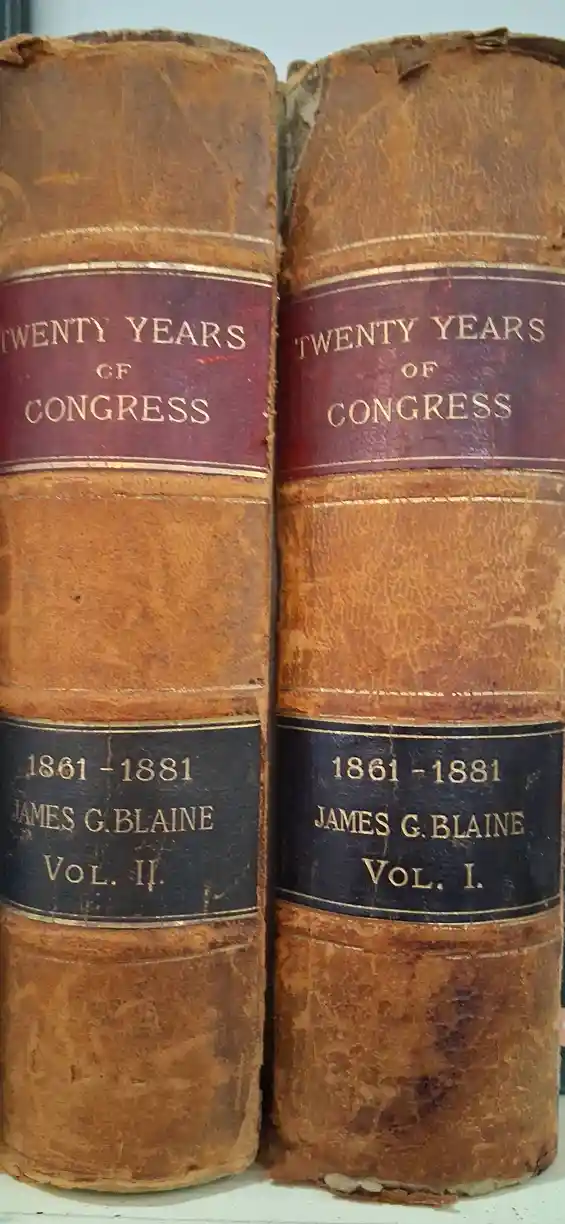 TWENTY YEARS
OF
CONGRESS
1861-1881
JAMES G. BLAINE
VOL. II.
TWENTY YEARS
OF
CONGRESS
1861-1881
JAMES G. BLAINE
VOL. I.